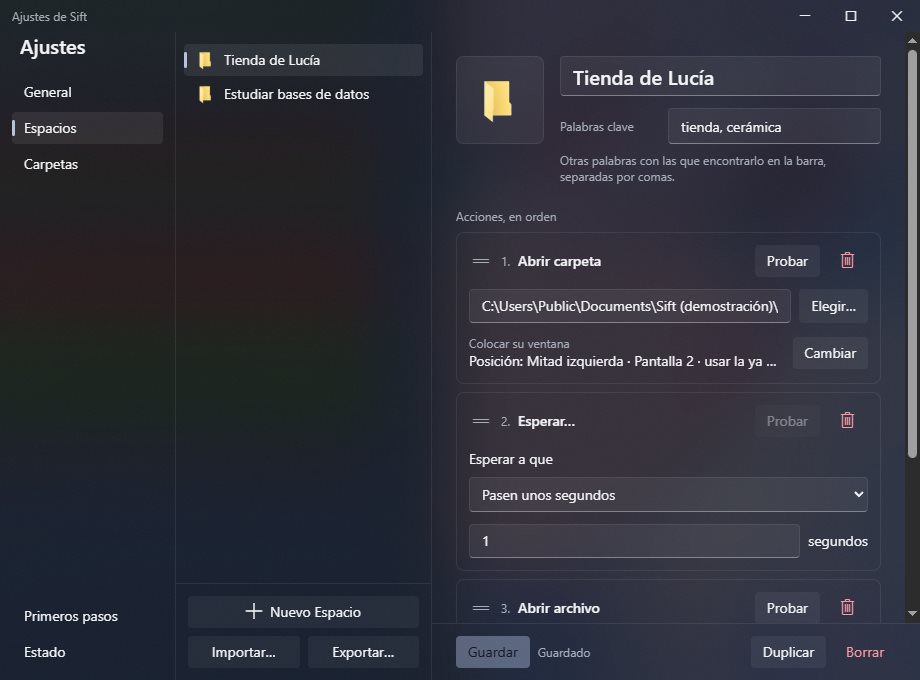 Ajustes de Sift
Ajustes
General
Espacios
Carpetas
Primeros pasos
Estado
Tienda de Lucía
Estudiar bases de datos
Nuevo Espacio
Importar...
Exportar...
Tienda de Lucía
Palabras clave
tienda, cerámica
Otras palabras con las que encontrarlo en la barra,
separadas por comas.
Acciones, en orden
1. Abrir carpeta
Probar
C:\Users\Public\Documents\Sift (demostración)\
Elegir...
Colocar su ventana
Posición: Mitad izquierda · Pantalla 2 · usar la ya ...
Cambiar
2. Esperar...
Probar
Esperar a que
Pasen unos segundos
1
segundos
3. Abrir archivo
Probar
Guardar
Guardado
Duplicar
Borrar